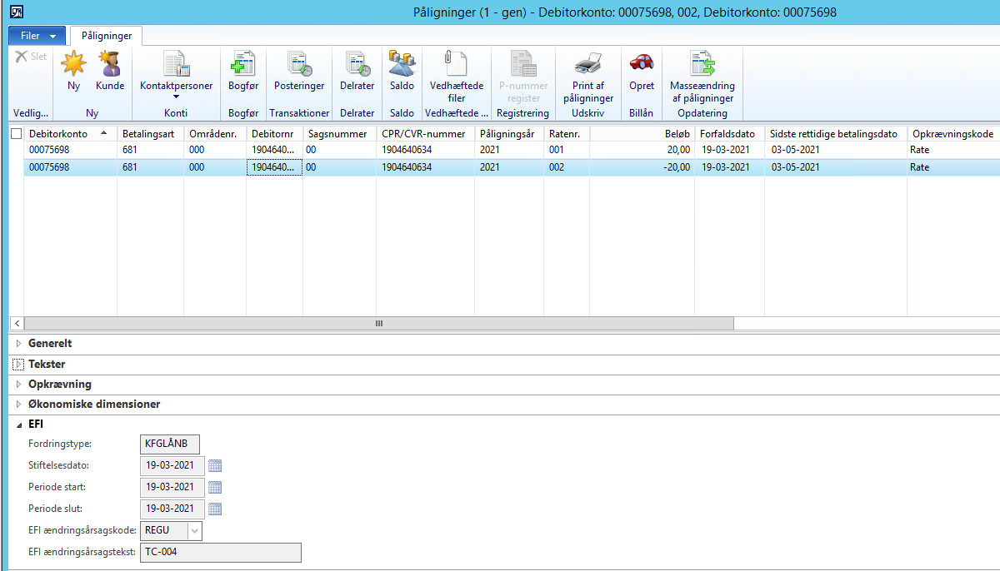 Påligninger (1 - gen) - Debitorkonto: 00075698, 002, Debitorkonto: 00075698
Filer Påligninger
Slet Ny Kunde Kontaktpersoner Bogfør Posteringer Delrater Saldo Vedhæftede filer P-nummer register Print af påligninger Opret Masseændring af påligninger
Vedlig... Ny Konti Bogfør Transaktioner Delrater Saldo Vedhæftede ... Registrering Udskriv Billån Opdatering
Debitorkonto Betalingsart Områdenr. Debitornr Sagsnummer CPR/CVR-nummer Påligningsår Ratenr. Beløb Forfaldsdato Sidste rettidige betalingsdato Opkrævningskode
00075698 681 000 1904640... 00 1904640634 2021 001 20,00 19-03-2021 03-05-2021 Rate
00075698 681 000 1904640... 00 1904640634 2021 002 -20,00 19-03-2021 03-05-2021 Rate
Generelt
Tekster
Opkrævning
Økonomiske dimensioner
EFI
Fordringstype: KFGLÅNB
Stiftelsesdato: 19-03-2021
Periode start: 19-03-2021
Periode slut: 19-03-2021
EFI ændringsårsagskode: REGU
EFI ændringsårsagstekst: TC-004